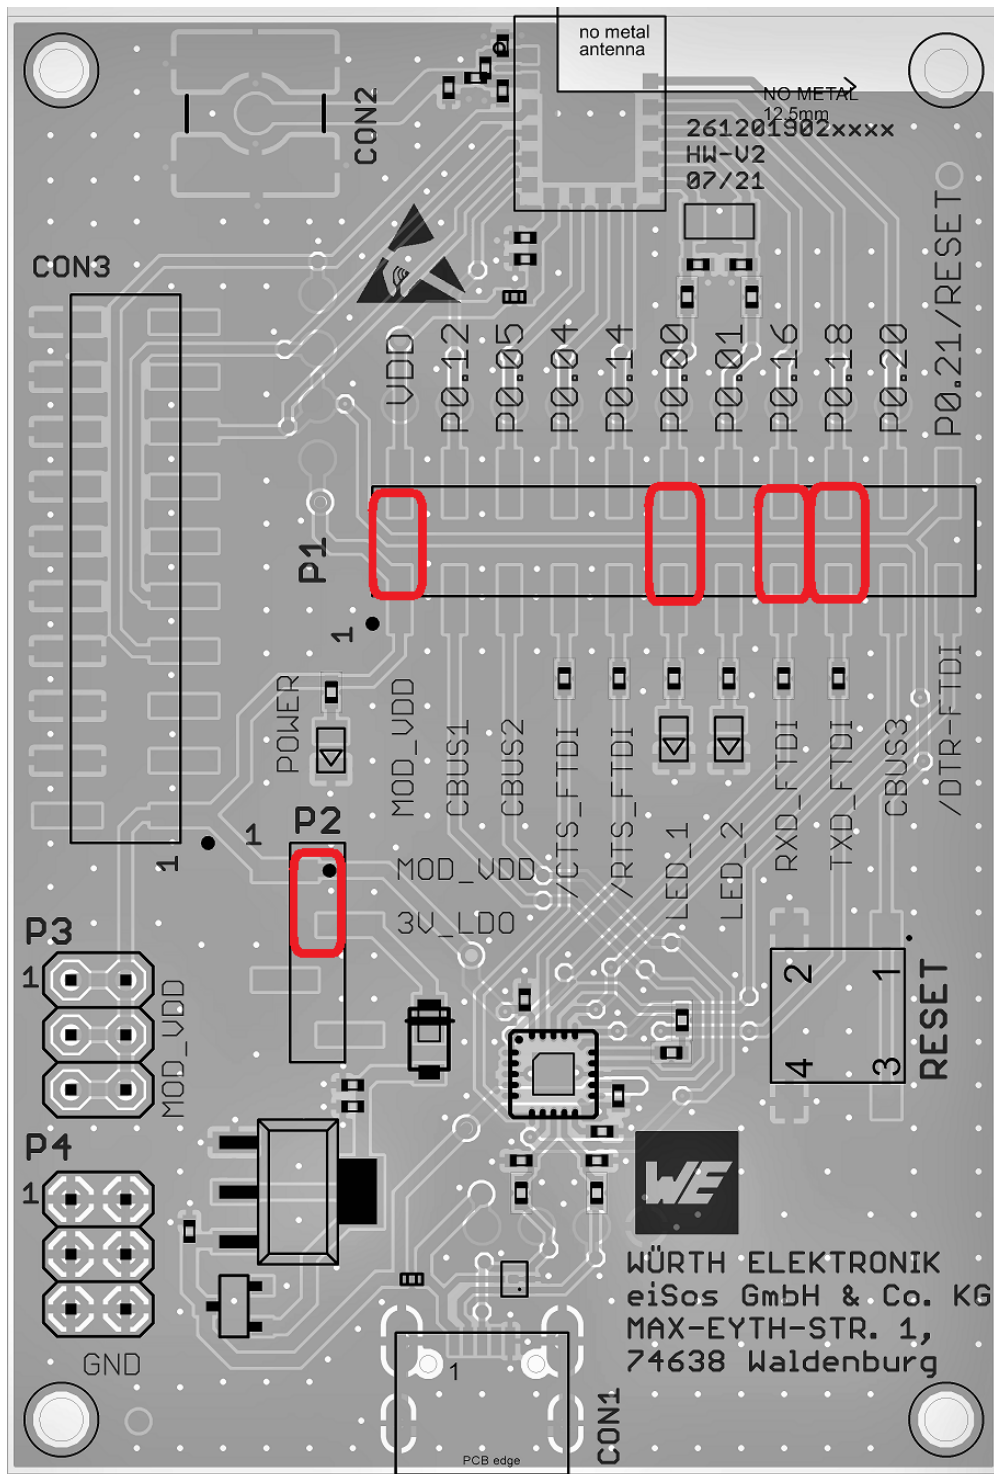 no metal
antenna
NO METAL
12.5mm
261201902xxxx
HW-V2
07/21
CON2
CON3
VDD
P0.12
P0.05
P0.04
P0.14
P0.00
P0.01
P0.16
P0.18
P0.20
P0.21/RESET
P1
1
POWER
MOD_VDD
CBUS1
CBUS2
/CTS_FTDI
/RTS_FTDI
LED_1
LED_2
RXD_FTDI
TXD_FTDI
CBUS3
/DTR-FTDI
P2
1
1
MOD_VDD
3V_LDO
P3
1
MOD_VDD
2
1
4
3
RESET
P4
1
GND
WE
WÜRTH ELEKTRONIK
eiSos GmbH & Co. KG
MAX-EYTH-STR. 1,
74638 Waldenburg
1
CON1
PCB edge